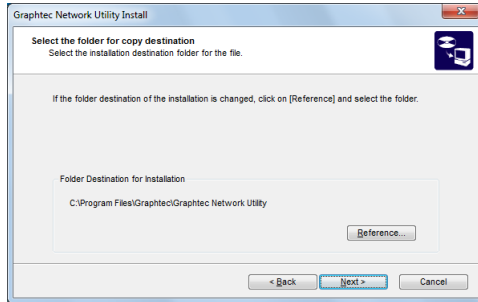 Graphtec Network Utility Install
Select the folder for copy destination
Select the installation destination folder for the file.
If the folder destination of the installation is changed, click on [Reference] and select the folder.
Folder Destination for Installation
C:\Program Files\Graphtec\Graphtec Network Utility
Reference...
< Back
Next >
Cancel